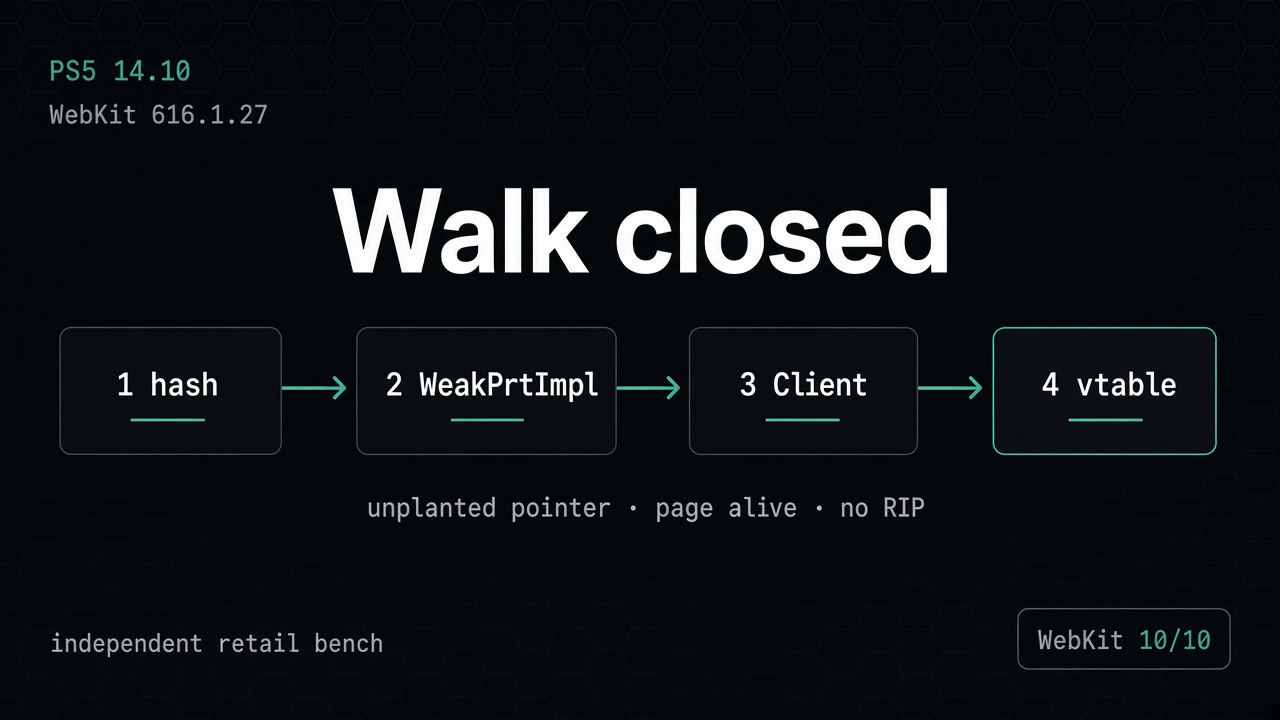 PS5 14.10
WebKit 616.1.27
Walk closed
1 hash
2 WeakPrtImpl
3 Client
4 vtable
unplanted pointer · page alive · no RIP
independent retail bench
WebKit 10/10